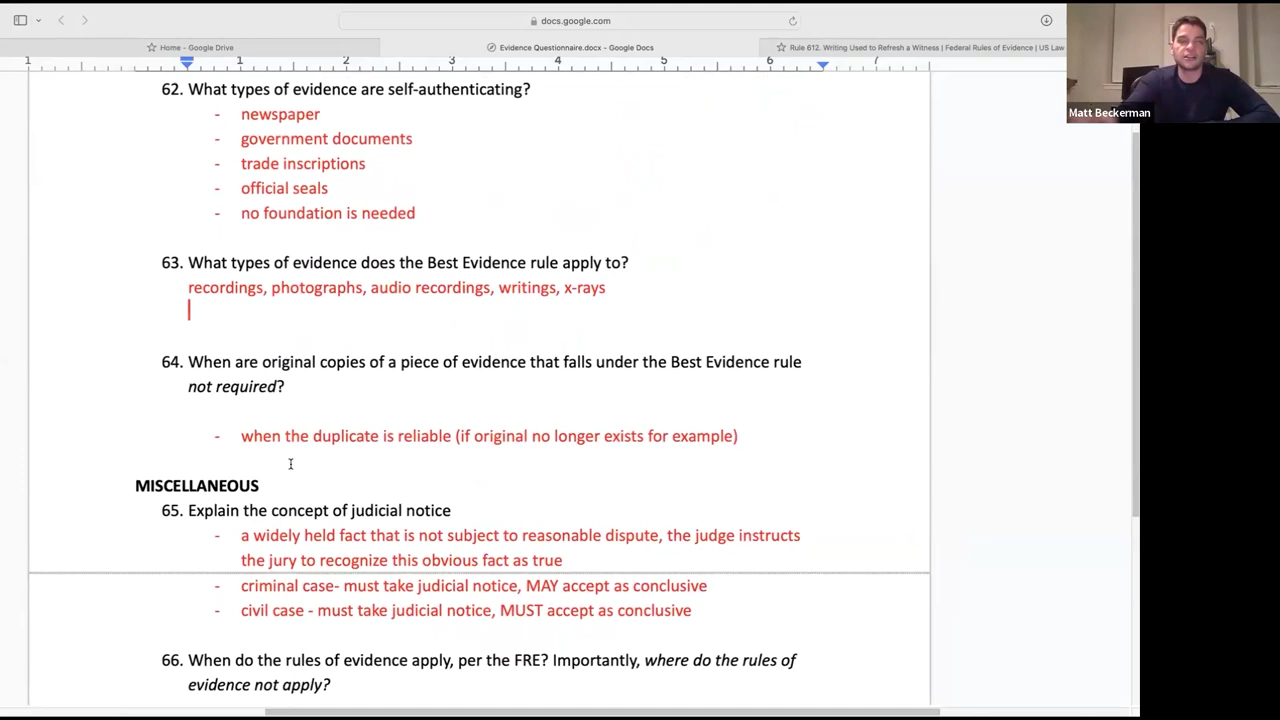 docs.google.com
Home - Google Drive
Evidence Questionnaire.docx - Google Docs
Rule 612. Writing Used to Refresh a Witness | Federal Rules of Evidence | US Law
1 1 2 3 4 5 6 7
62. What types of evidence are self-authenticating?
- newspaper
- government documents
- trade inscriptions
- official seals
- no foundation is needed
63. What types of evidence does the Best Evidence rule apply to?
recordings, photographs, audio recordings, writings, x-rays
64. When are original copies of a piece of evidence that falls under the Best Evidence rule
not required?
- when the duplicate is reliable (if original no longer exists for example)
MISCELLANEOUS
65. Explain the concept of judicial notice
- a widely held fact that is not subject to reasonable dispute, the judge instructs
the jury to recognize this obvious fact as true
- criminal case- must take judicial notice, MAY accept as conclusive
- civil case - must take judicial notice, MUST accept as conclusive
66. When do the rules of evidence apply, per the FRE? Importantly, where do the rules of
evidence not apply?
Matt Beckerman